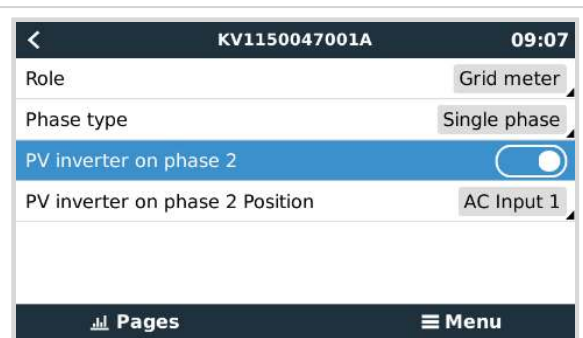 KV1150047001A 09:07
Role Grid meter
Phase type Single phase
PV inverter on phase 2
PV inverter on phase 2 Position AC Input 1
Pages Menu